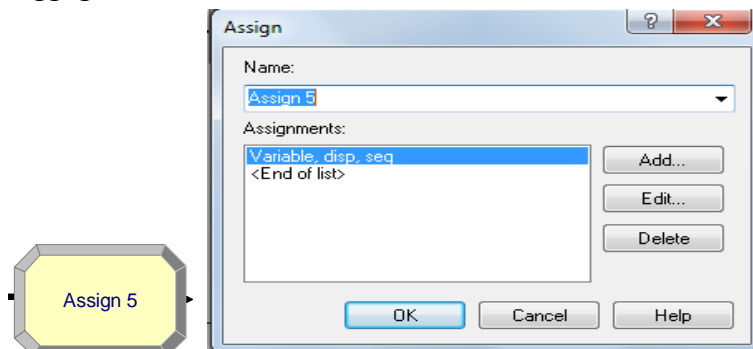 Assign
Name:
Assign 5
Assignments:
Variable, disp, seq
<End of list>
Add...
Edit...
Delete
OK Cancel Help
Assign 5